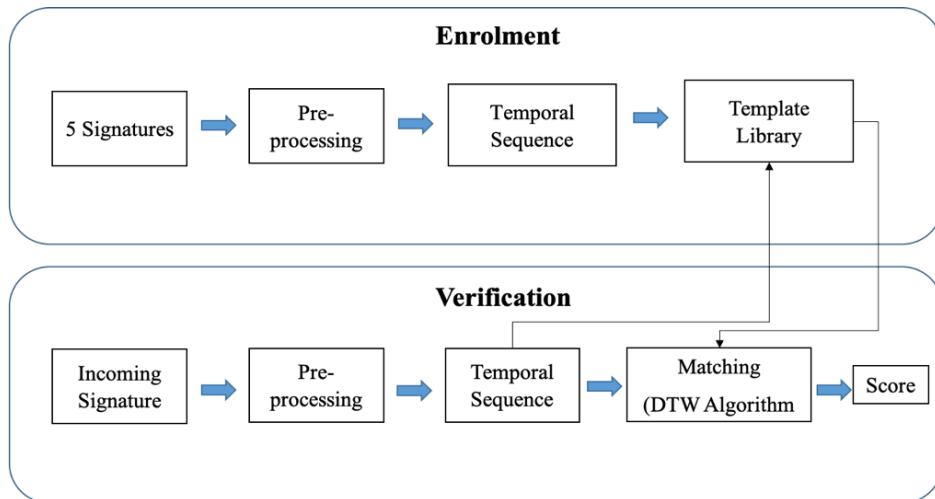 Enrolment
5 Signatures
Pre-
processing
Temporal
Sequence
Template
Library
Verification
Incoming
Signature
Pre-
processing
Temporal
Sequence
Matching
(DTW Algorithm
Score